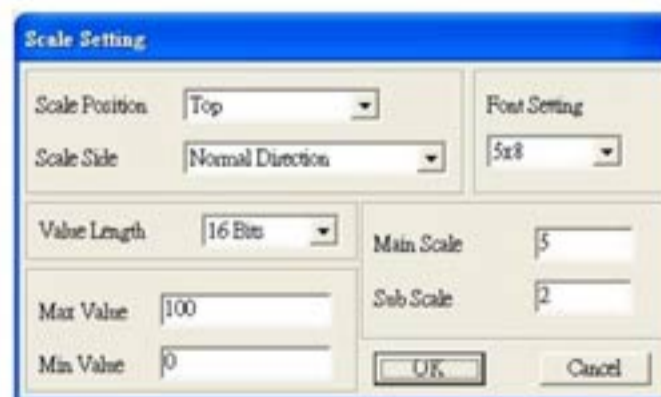 Scale Setting
Scale Position Top
Scale Side Normal Direction
Font Setting
5x8
Value Length 16 Bits
Main Scale 5
Sub Scale 2
Max Value 100
Min Value 0
OK Cancel